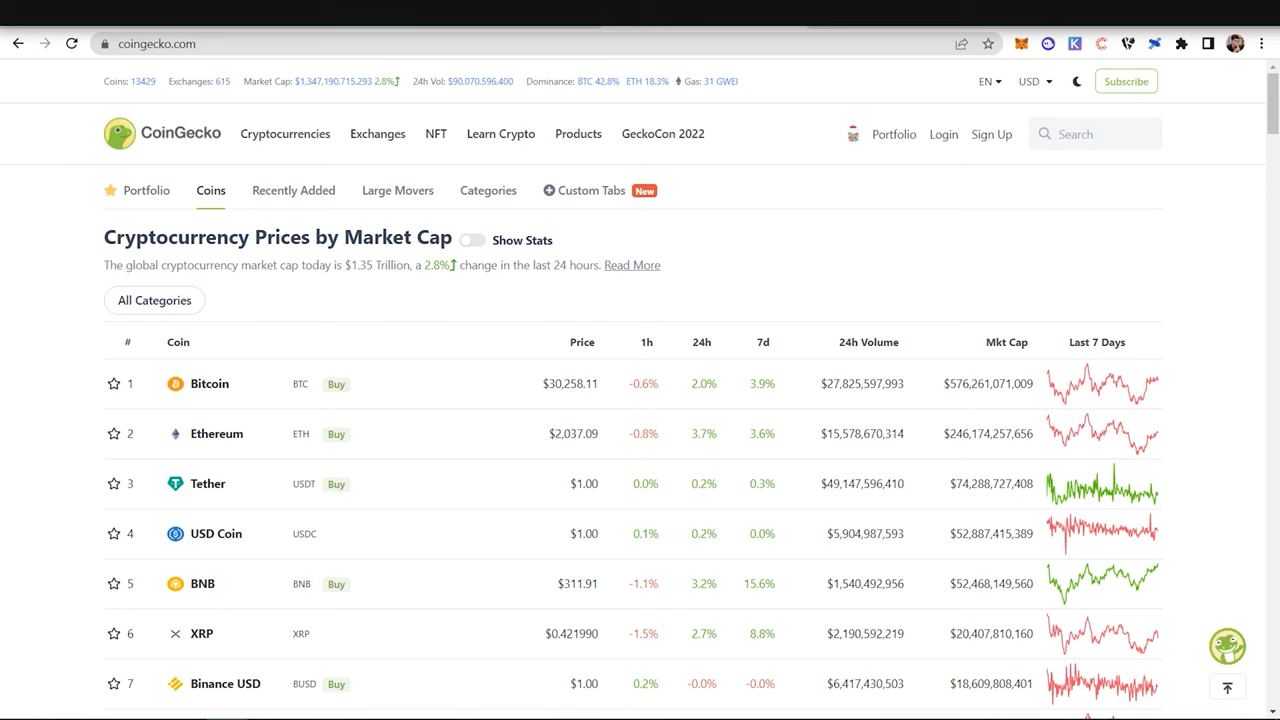 coingecko.com
Coins: 13429 Exchanges: 615 Market Cap: $1,347,190,715.293 2.8% 24h Vol: $90,070,596,400 Dominance: BTC 42.8% ETH 18.3% Gas: 31 GWEI EN USD Subscribe
CoinGecko Cryptocurrencies Exchanges NFT Learn Crypto Products GeckoCon 2022 Portfolio Login Sign Up Search
Portfolio Coins Recently Added Large Movers Categories Custom Tabs New
Cryptocurrency Prices by Market Cap Show Stats
The global cryptocurrency market cap today is $1.35 Trillion, a 2.8% change in the last 24 hours. Read More
All Categories
# Coin Price 1h 24h 7d 24h Volume Mkt Cap Last 7 Days
1 Bitcoin BTC Buy $30,258.11 -0.6% 2.0% 3.9% $27,825,597,993 $576,261,071,009
2 Ethereum ETH Buy $2,037.09 -0.8% 3.7% 3.6% $15,578,670,314 $246,174,257,656
3 Tether USDT Buy $1.00 0.0% 0.2% 0.3% $49,147,596,410 $74,288,727,408
4 USD Coin USDC $1.00 0.1% 0.2% 0.0% $5,904,987,593 $52,887,415,389
5 BNB BNB Buy $311.91 -1.1% 3.2% 15.6% $1,540,492,956 $52,468,149,560
6 XRP XRP $0.421990 -1.5% 2.7% 8.8% $2,190,592,219 $20,407,810,160
7 Binance USD BUSD Buy $1.00 0.2% -0.0% -0.0% $6,417,430,503 $18,609,808,401